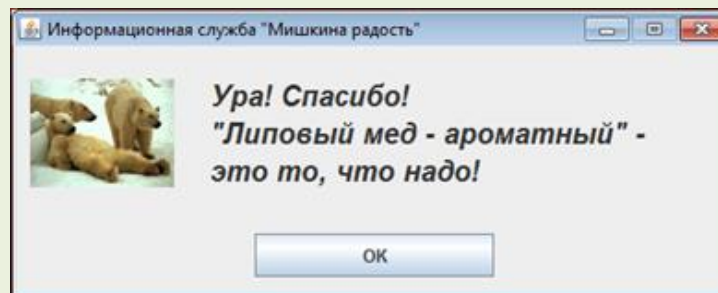 Информационная служба "Мишкина радость"
Ура! Спасибо!
"Липовый мед - ароматный" -
это то, что надо!
OK